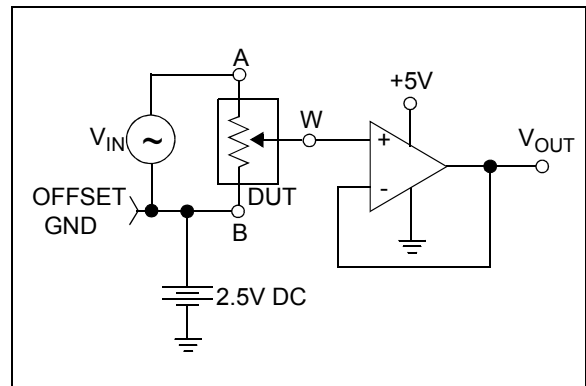 A
+5V
W
V_IN
~
+
V_OUT
-
OFFSET
GND
DUT
B
2.5V DC